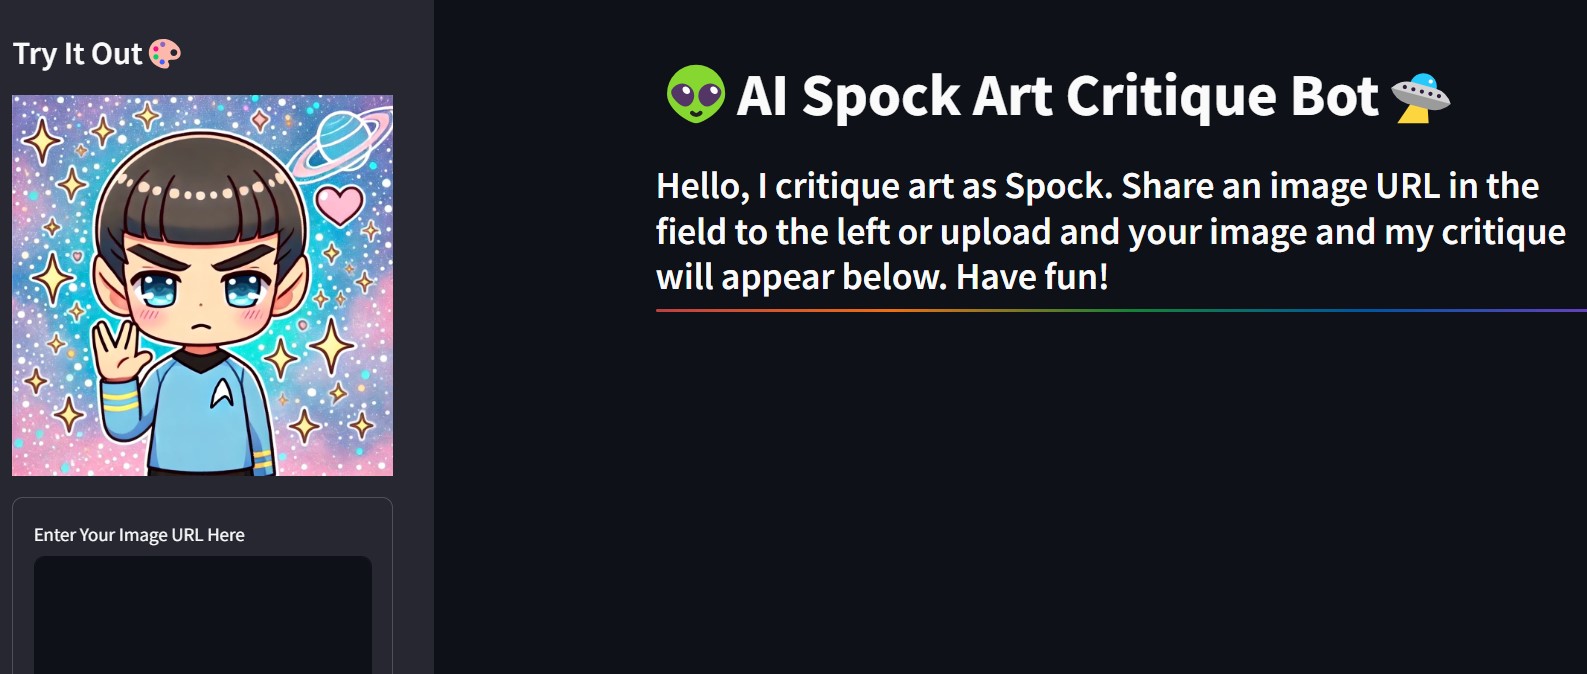 Try It Out
AI Spock Art Critique Bot
Hello, I critique art as Spock. Share an image URL in the
field to the left or upload and your image and my critique
will appear below. Have fun!
Enter Your Image URL Here